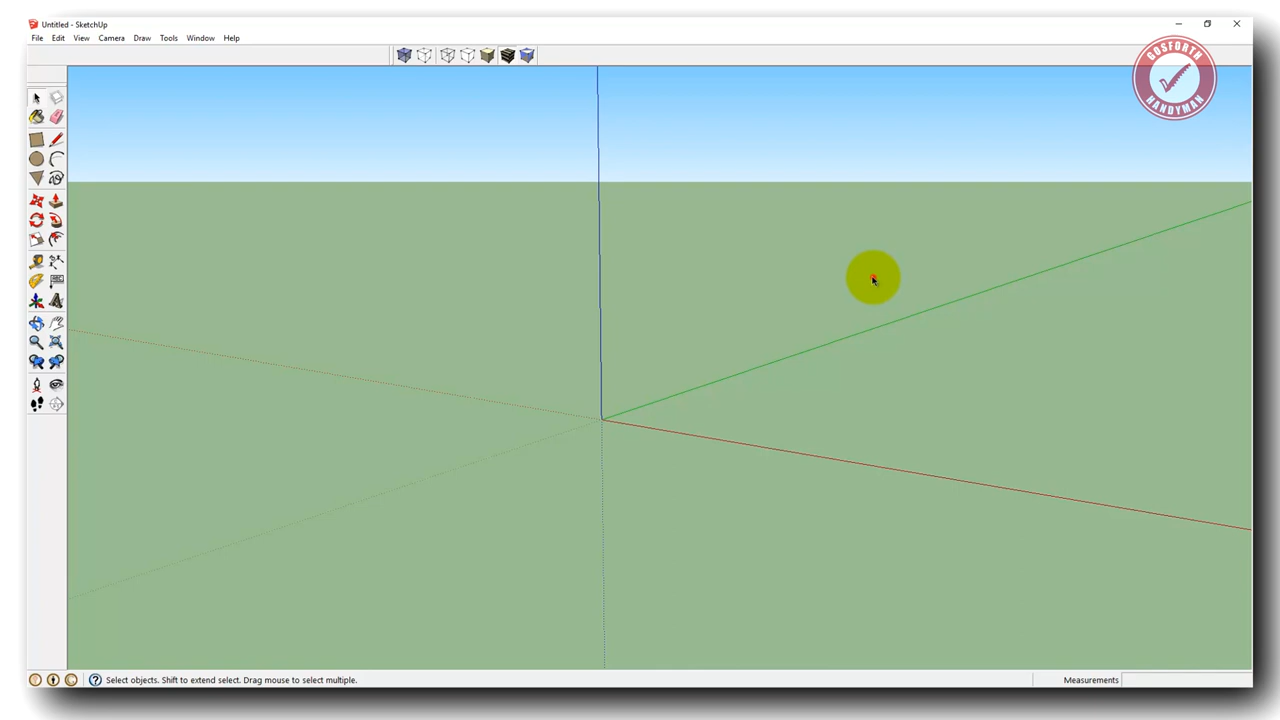 Untitled - SketchUp
File Edit View Camera Draw Tools Window Help
GOSFORTH
HANDYMAN
Select objects. Shift to extend select. Drag mouse to select multiple.
Measurements